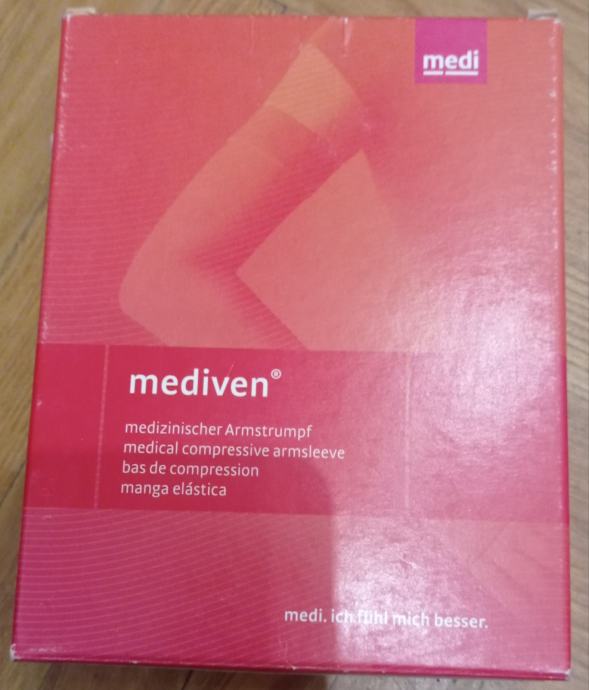 medi
mediven®
medizinischer Armstrumpf
medical compressive armsleeve
bas de compression
manga elástica
medi. ich fühl mich besser.